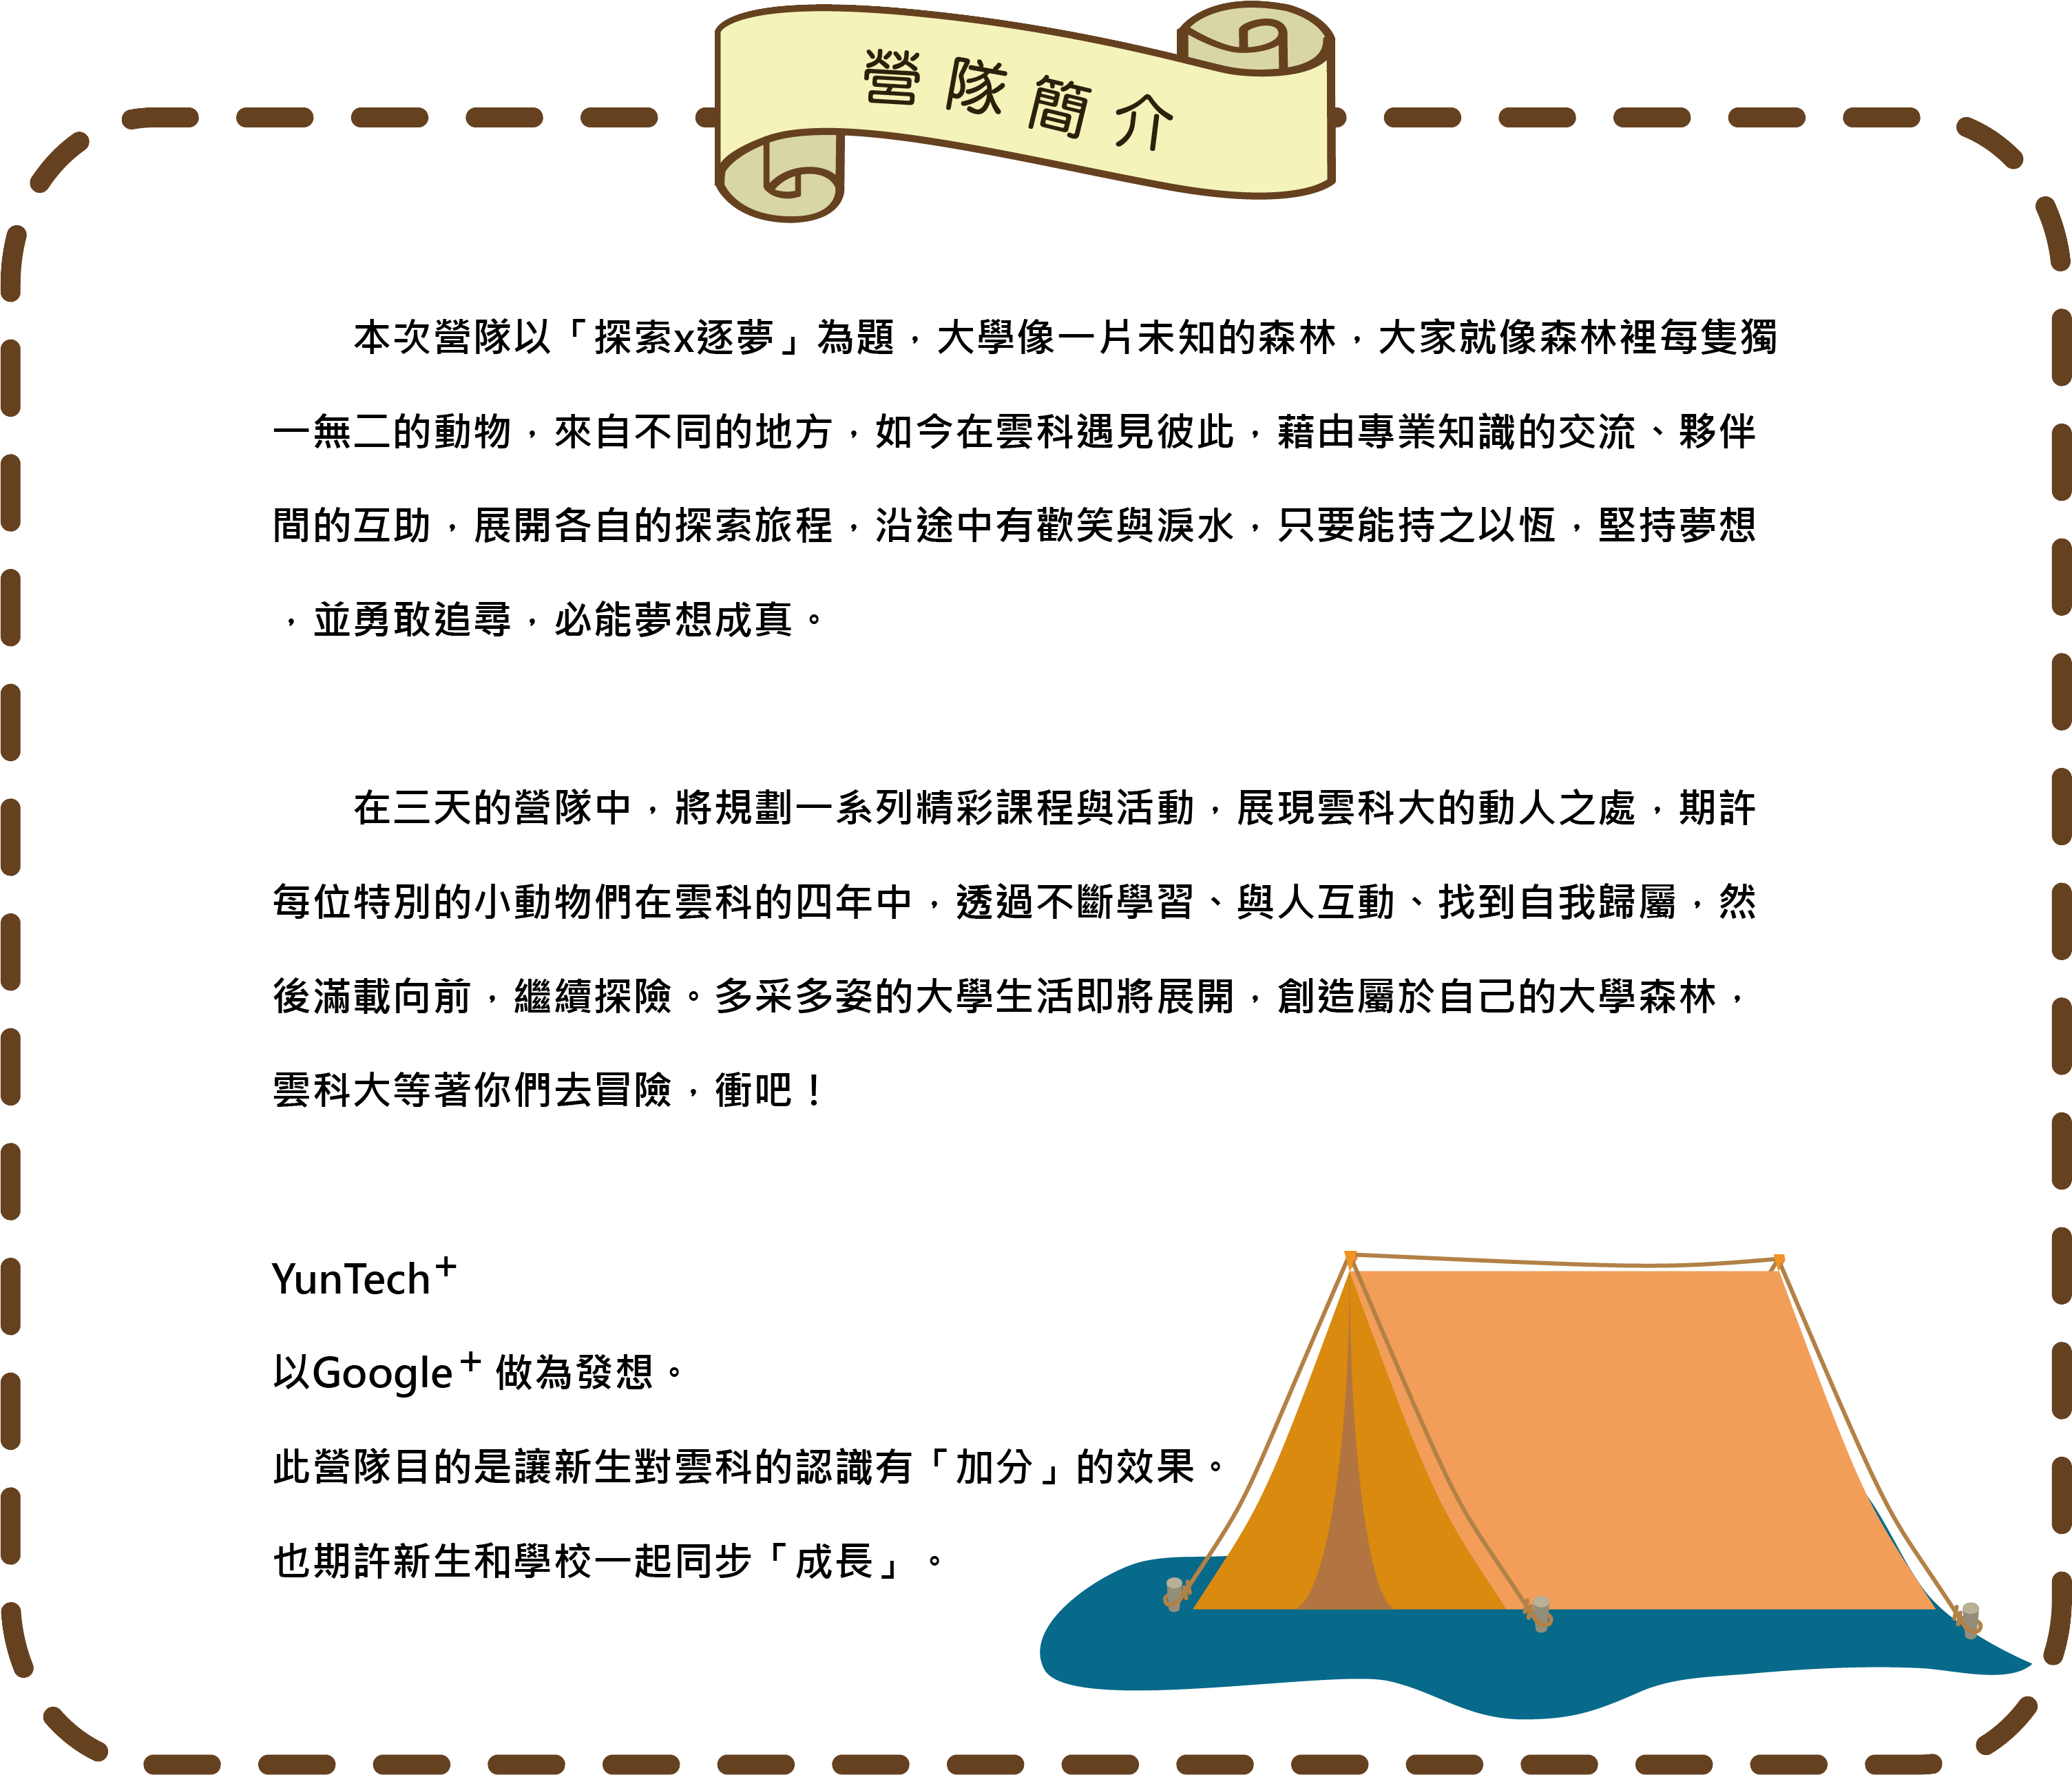 營隊簡介
本次營隊以「探索x逐夢」為題，大學像一片未知的森林，大家就像森林裡每隻獨
一無二的動物，來自不同的地方，如今在雲科遇見彼此，藉由專業知識的交流、夥伴
間的互助，展開各自的探索旅程，沿途中有歡笑與淚水，只要能持之以恆，堅持夢想
，並勇敢追尋，必能夢想成真。
在三天的營隊中，將規劃一系列精彩課程與活動，展現雲科大的動人之處，期許
每位特別的小動物們在雲科的四年中，透過不斷學習、與人互動、找到自我歸屬，然
後滿載向前，繼續探險。多采多姿的大學生活即將展開，創造屬於自己的大學森林，
雲科大等著你們去冒險，衝吧！
YunTech⁺
以Google⁺ 做為發想。
此營隊目的是讓新生對雲科的認識有「加分」的效果。
也期許新生和學校一起同步「成長」。